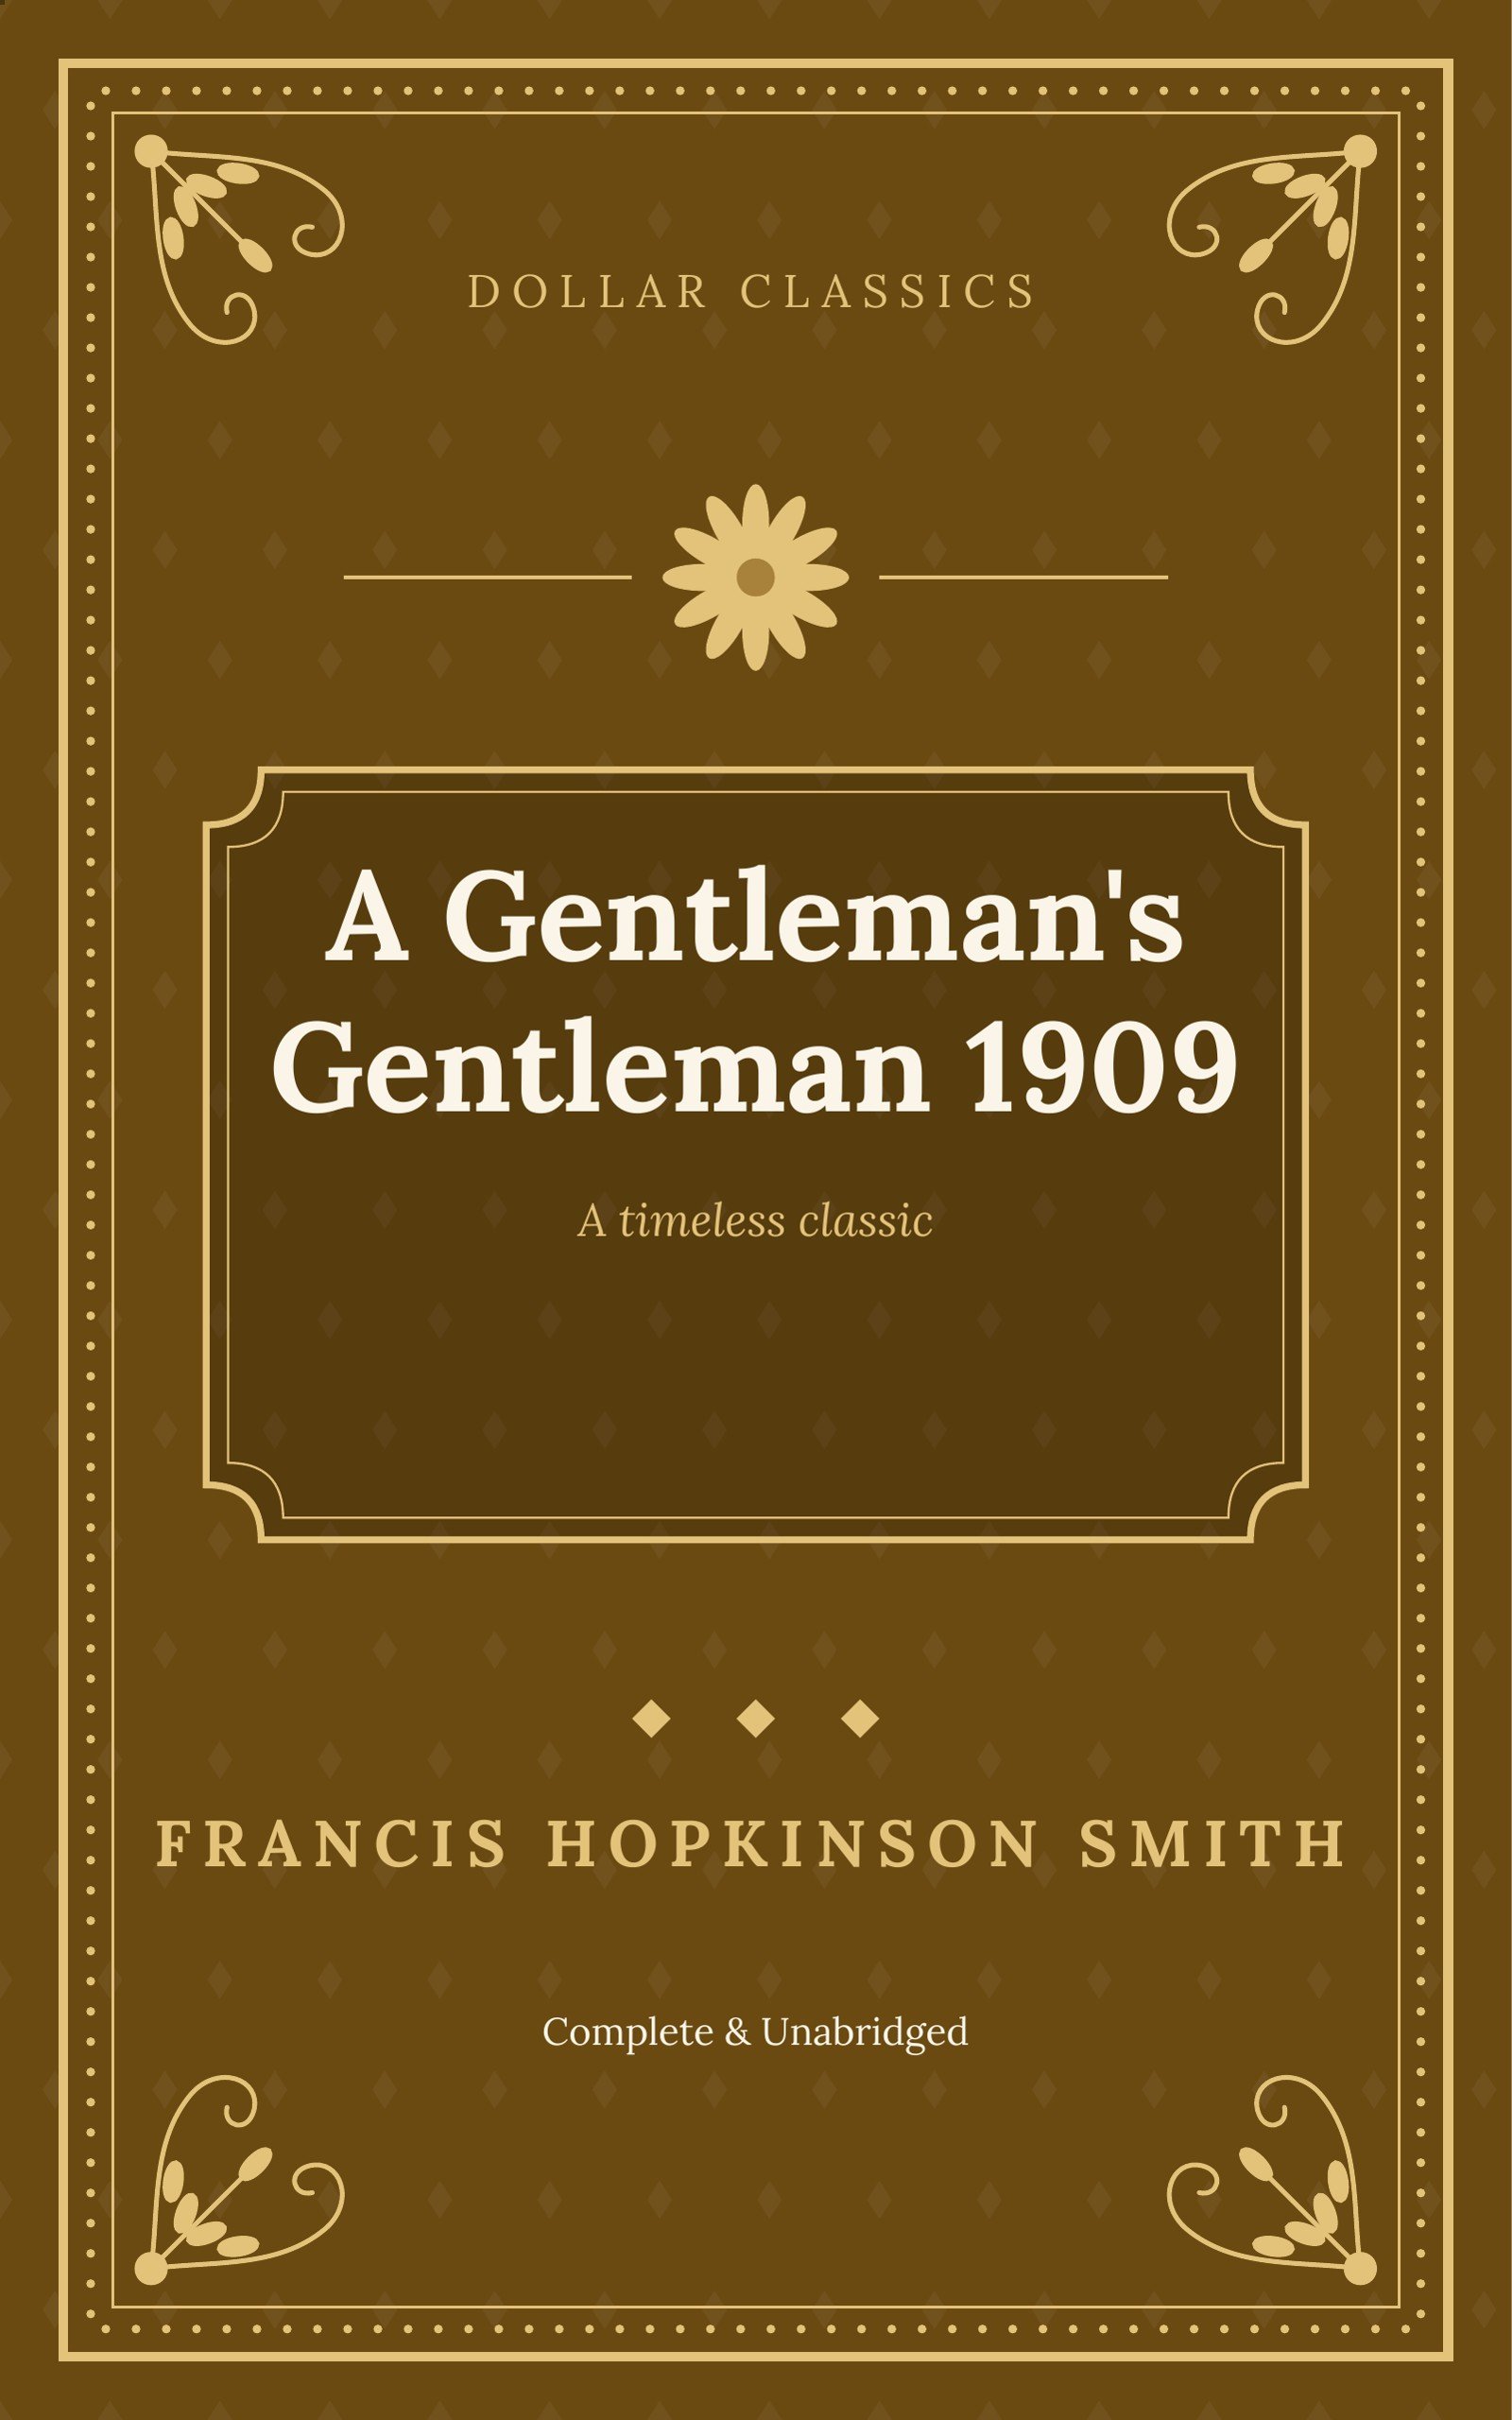 DOLLAR CLASSICS
A Gentleman's
Gentleman 1909
A timeless classic
FRANCIS HOPKINSON SMITH
Complete & Unabridged